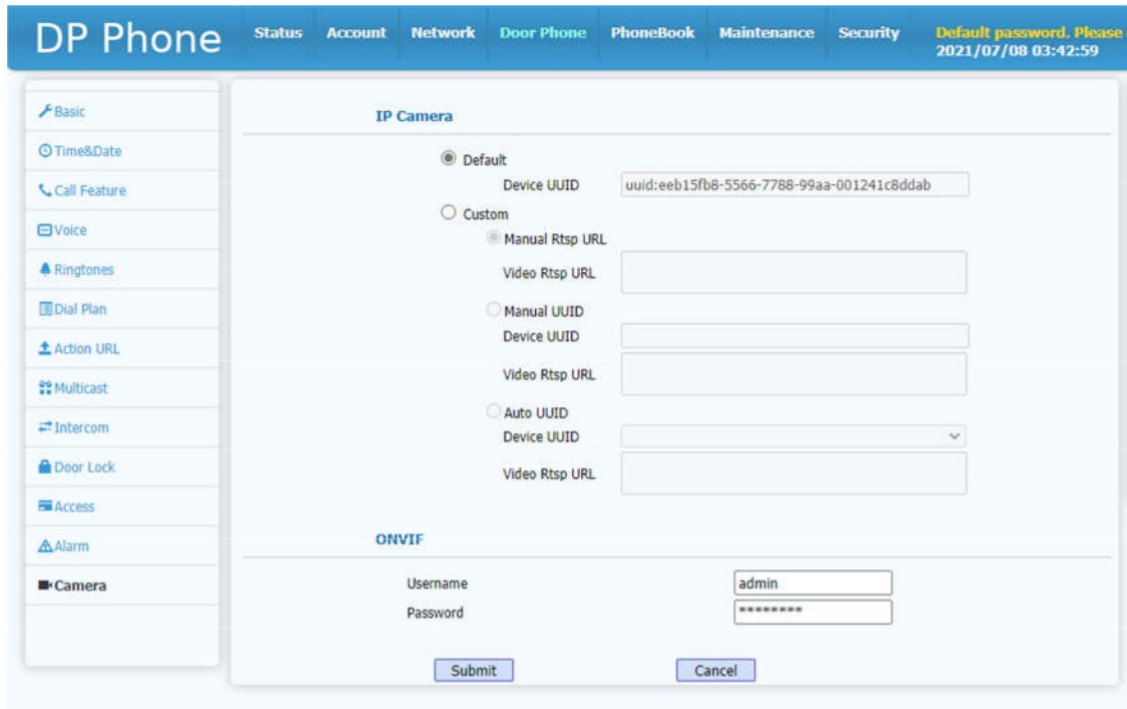 DP Phone
Status Account Network Door Phone PhoneBook Maintenance Security
Default password. Please
2021/07/08 03:42:59
Basic
Time&Date
Call Feature
Voice
Ringtones
Dial Plan
Action URL
Multicast
Intercom
Door Lock
Access
Alarm
Camera
IP Camera
Default
Device UUID uuid:eeb15fb8-5566-7788-99aa-001241c8ddab
Custom
Manual Rtsp URL
Video Rtsp URL
Manual UUID
Device UUID
Video Rtsp URL
Auto UUID
Device UUID
Video Rtsp URL
ONVIF
Username admin
Password ********
Submit Cancel